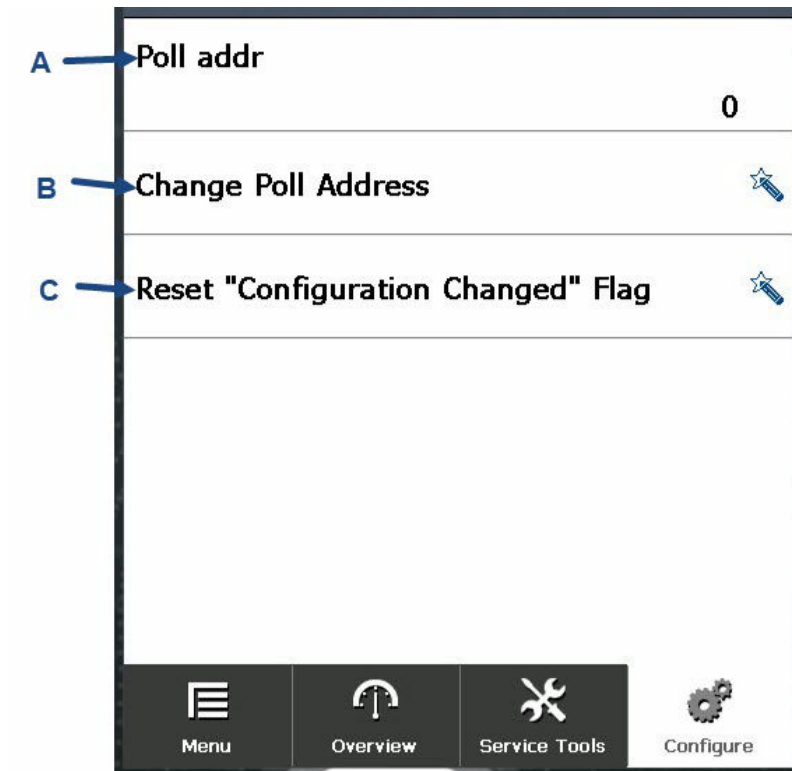 A
Poll addr
0
B
Change Poll Address
C
Reset "Configuration Changed" Flag
Menu
Overview
Service Tools
Configure